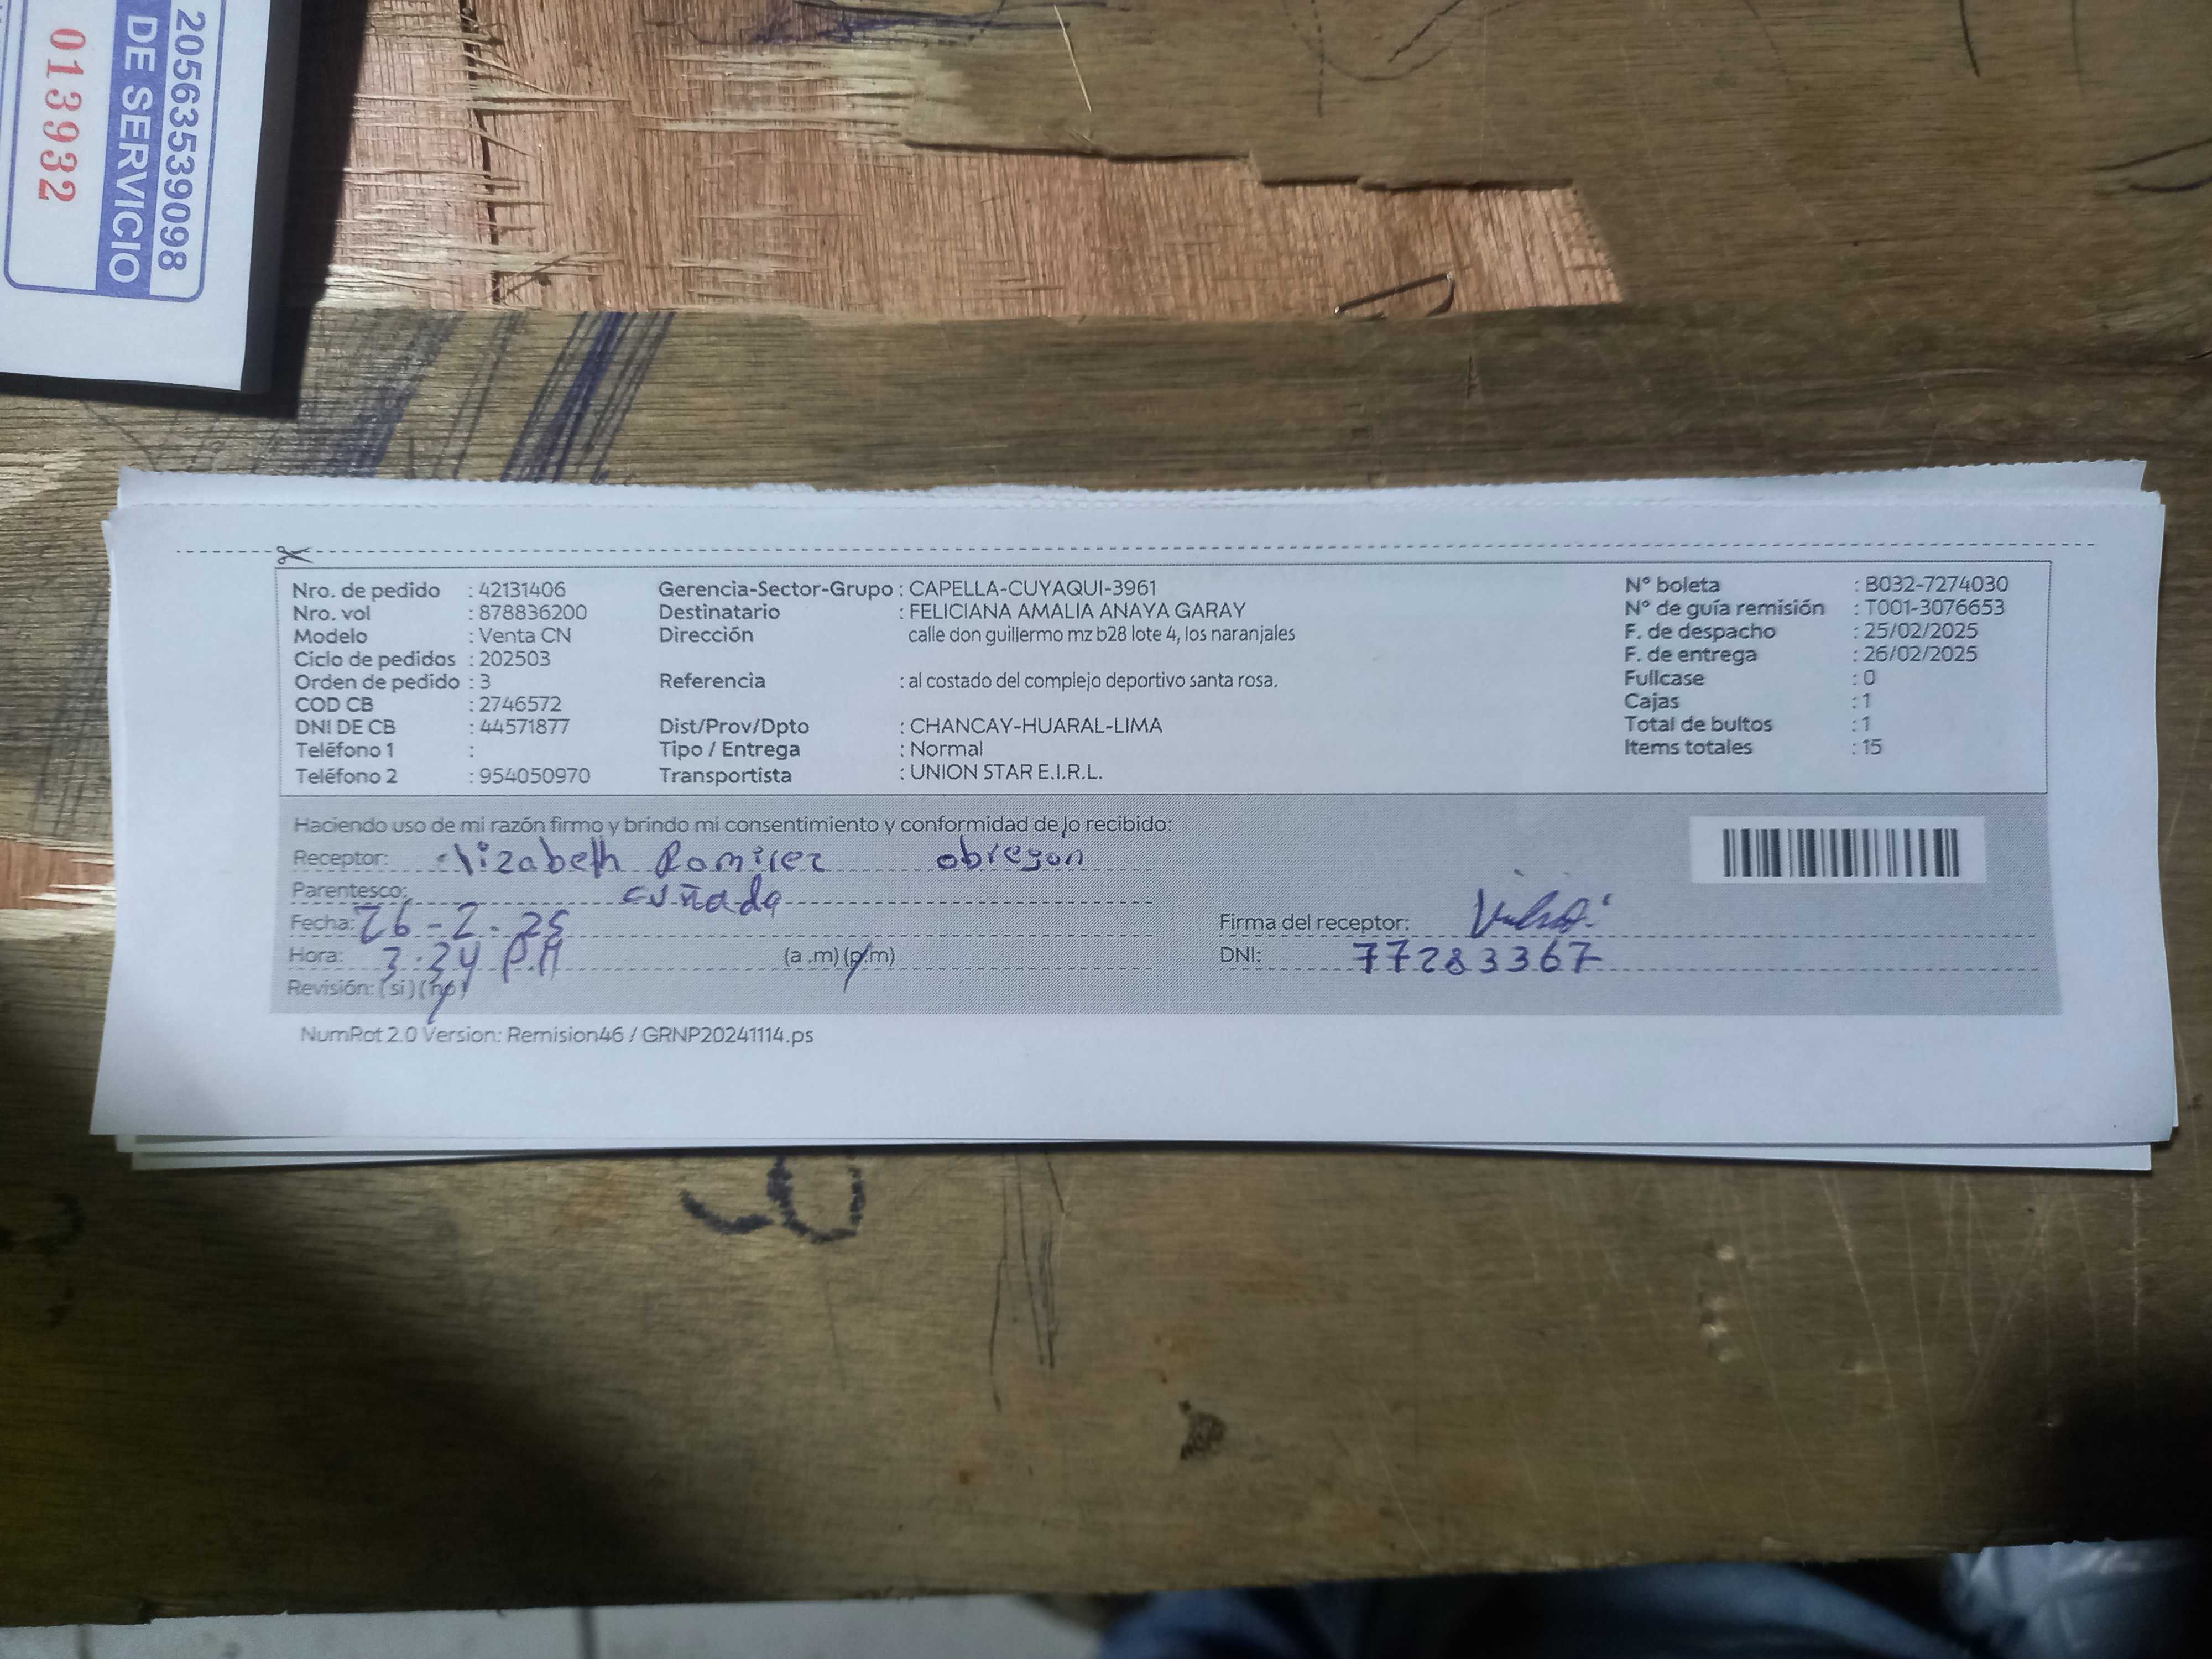 20563539098
DE SERVICIO
013932
Nro. de pedido : 42131406 Gerencia-Sector-Grupo : CAPELLA-CUYAQUI-3961 N° boleta : B032-7274030
Nro. vol : 878836200 Destinatario : FELICIANA AMALIA ANAYA GARAY N° de guía remisión : T001-3076653
Modelo : Venta CN Dirección calle don guillermo mz b28 lote 4, los naranjales F. de despacho : 25/02/2025
Ciclo de pedidos : 202503 F. de entrega : 26/02/2025
Orden de pedido : 3 Referencia : al costado del complejo deportivo santa rosa. Fullcase : 0
COD CB : 2746572 Cajas : 1
DNI DE CB : 44571877 Dist/Prov/Dpto : CHANCAY-HUARAL-LIMA Total de bultos : 1
Teléfono 1 : Tipo / Entrega : Normal Items totales : 15
Teléfono 2 : 954050970 Transportista : UNION STAR E.I.R.L.
Haciendo uso de mi razón firmo y brindo mi consentimiento y conformidad de lo recibido:
Receptor: elizabeth Ramirez obregon
Parentesco: cuñada
Fecha: 26-2-25 Firma del receptor:
Hora: 3:34 P.M (a .m) (p.m) DNI: 77283367
Revisión: (si) (no)
NumRot 2.0 Version: Remision46 / GRNP20241114.ps